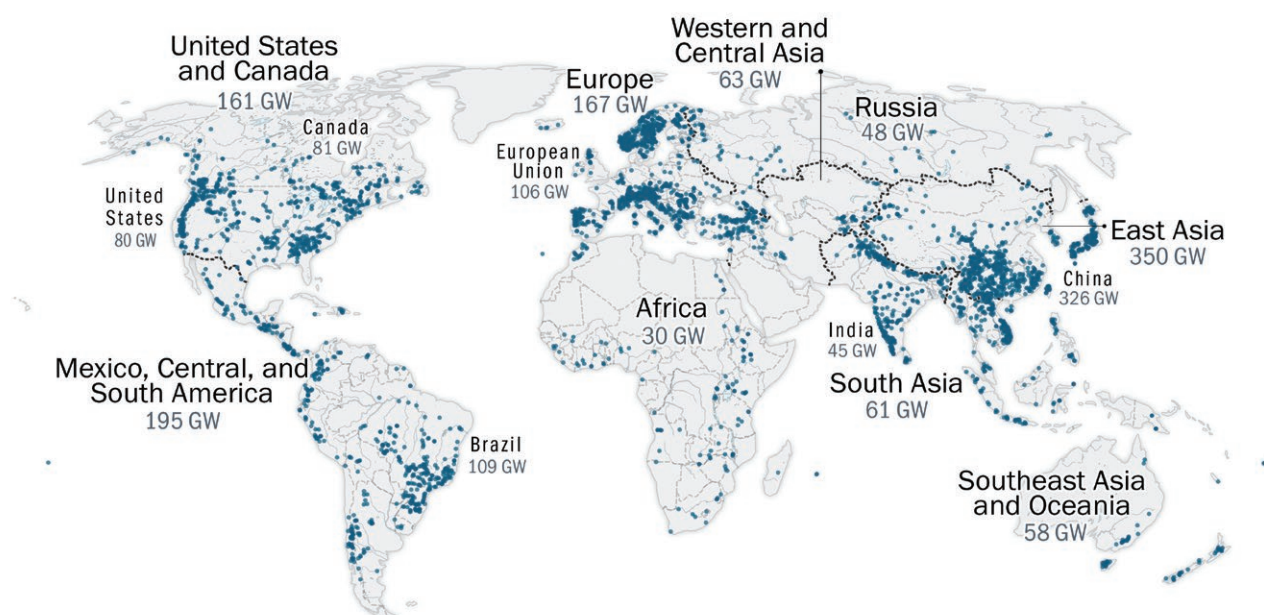 United States
and Canada
161 GW
Canada
81 GW
United
States
80 GW
Europe
167 GW
European
Union
106 GW
Western and
Central Asia
63 GW
Russia
48 GW
East Asia
350 GW
China
326 GW
Africa
30 GW
India
45 GW
South Asia
61 GW
Mexico, Central, and
South America
195 GW
Brazil
109 GW
Southeast Asia
and Oceania
58 GW